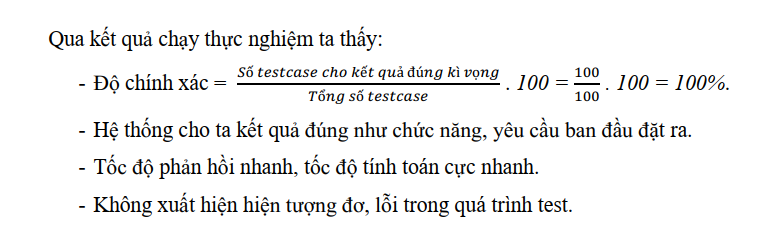 Qua kết quả chạy thực nghiệm ta thấy:
- Độ chính xác = Số testcase cho kết quả đúng kì vọng / Tổng số testcase . 100 = 100/100 . 100 = 100%.
- Hệ thống cho ta kết quả đúng như chức năng, yêu cầu ban đầu đặt ra.
- Tốc độ phản hồi nhanh, tốc độ tính toán cực nhanh.
- Không xuất hiện hiện tượng đơ, lỗi trong quá trình test.